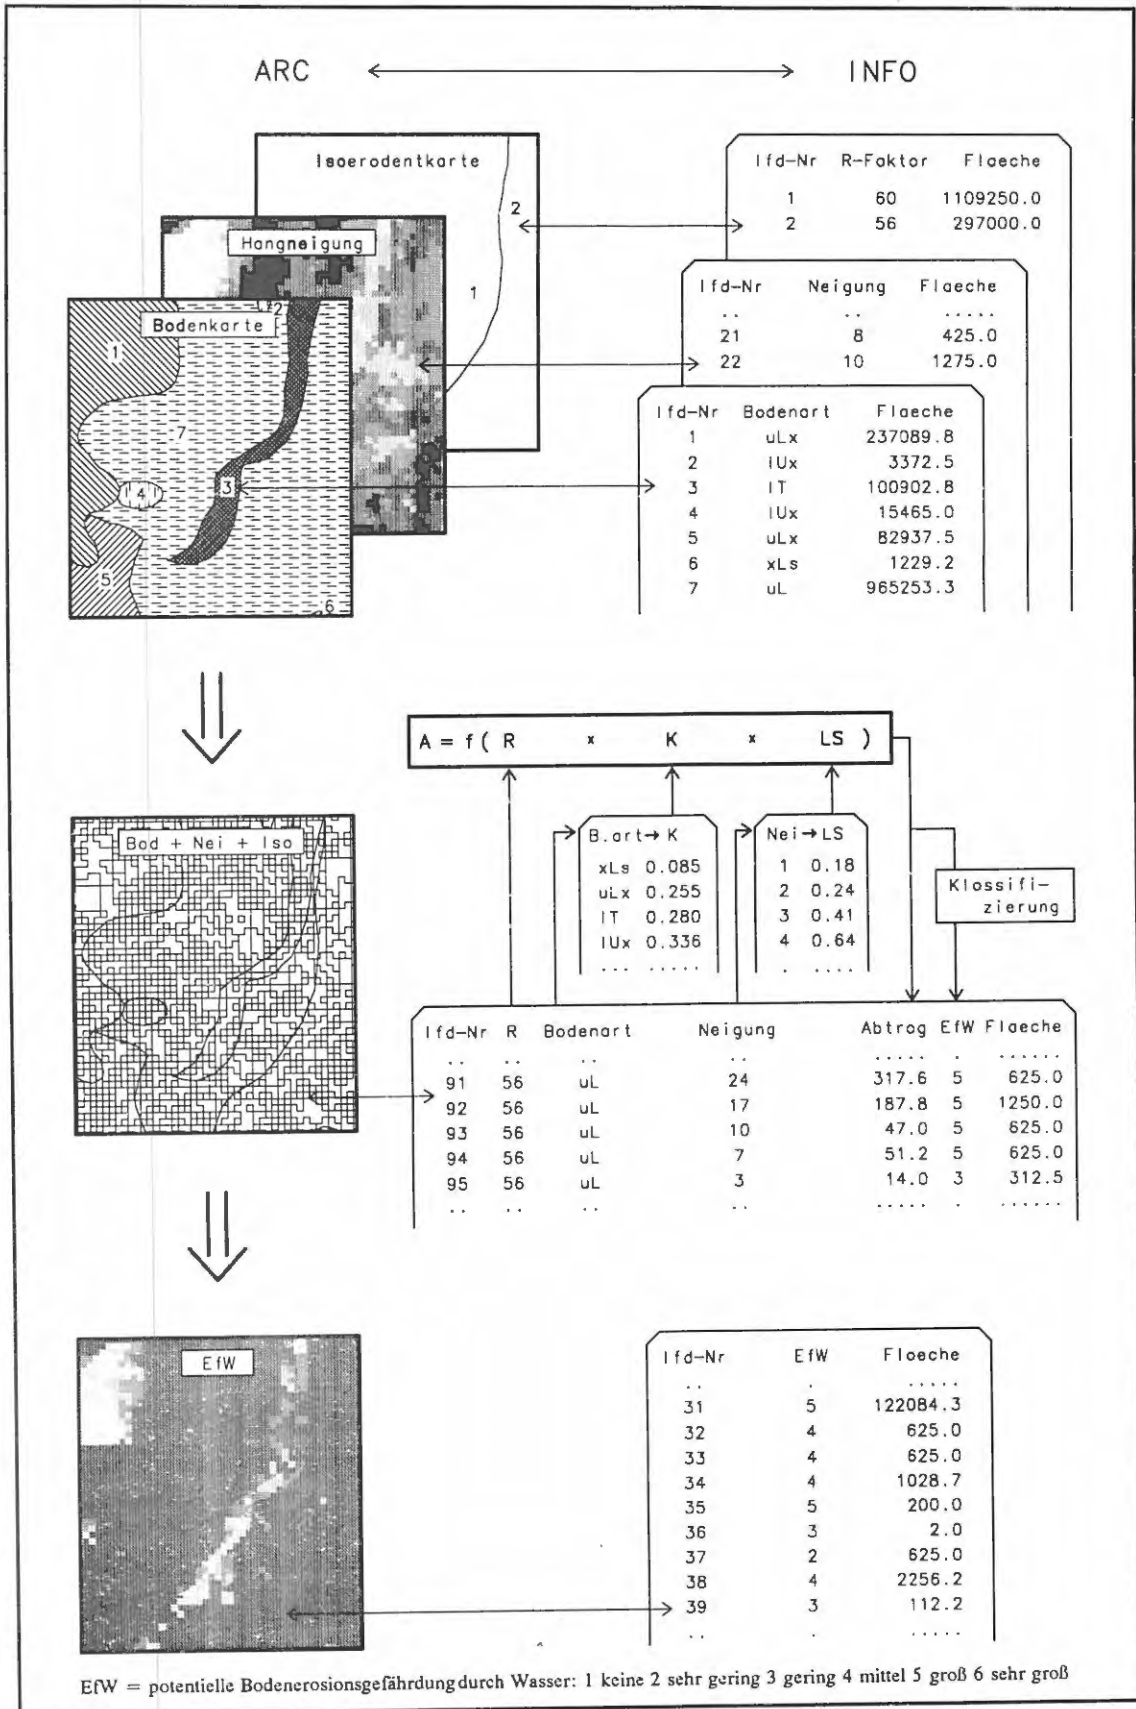 ARC INFO
Isoerodentkarte
2
1
Hangneigung
Bodenkarte
1
2
7
4
3
5
6
lfd-Nr R-Faktor Flaeche
1 60 1109250.0
2 56 297000.0
lfd-Nr Neigung Flaeche
.. .. .....
21 8 425.0
22 10 1275.0
lfd-Nr Bodenart Flaeche
1 uLx 237089.8
2 lUx 3372.5
3 lT 100902.8
4 lUx 15465.0
5 uLx 82937.5
6 xLs 1229.2
7 uL 965253.3
A = f ( R x K x LS )
Bod + Nei + Iso
B.art→ K
xLs 0.085
uLx 0.255
lT 0.280
lUx 0.336
... .....
Nei→LS
1 0.18
2 0.24
3 0.41
4 0.64
. ....
Klassifi-
zierung
lfd-Nr R Bodenart Neigung Abtrag EfW Flaeche
.. .. .. .. ..... . ......
91 56 uL 24 317.6 5 625.0
92 56 uL 17 187.8 5 1250.0
93 56 uL 10 47.0 5 625.0
94 56 uL 7 51.2 5 625.0
95 56 uL 3 14.0 3 312.5
.. .. .. .. ..... . ......
EfW
lfd-Nr EfW Flaeche
.. . .....
31 5 122084.3
32 4 625.0
33 4 625.0
34 4 1028.7
35 5 200.0
36 3 2.0
37 2 625.0
38 4 2256.2
39 3 112.2
.. . .....
EfW = potentielle Bodenerosionsgefährdung durch Wasser: 1 keine 2 sehr gering 3 gering 4 mittel 5 groß 6 sehr groß